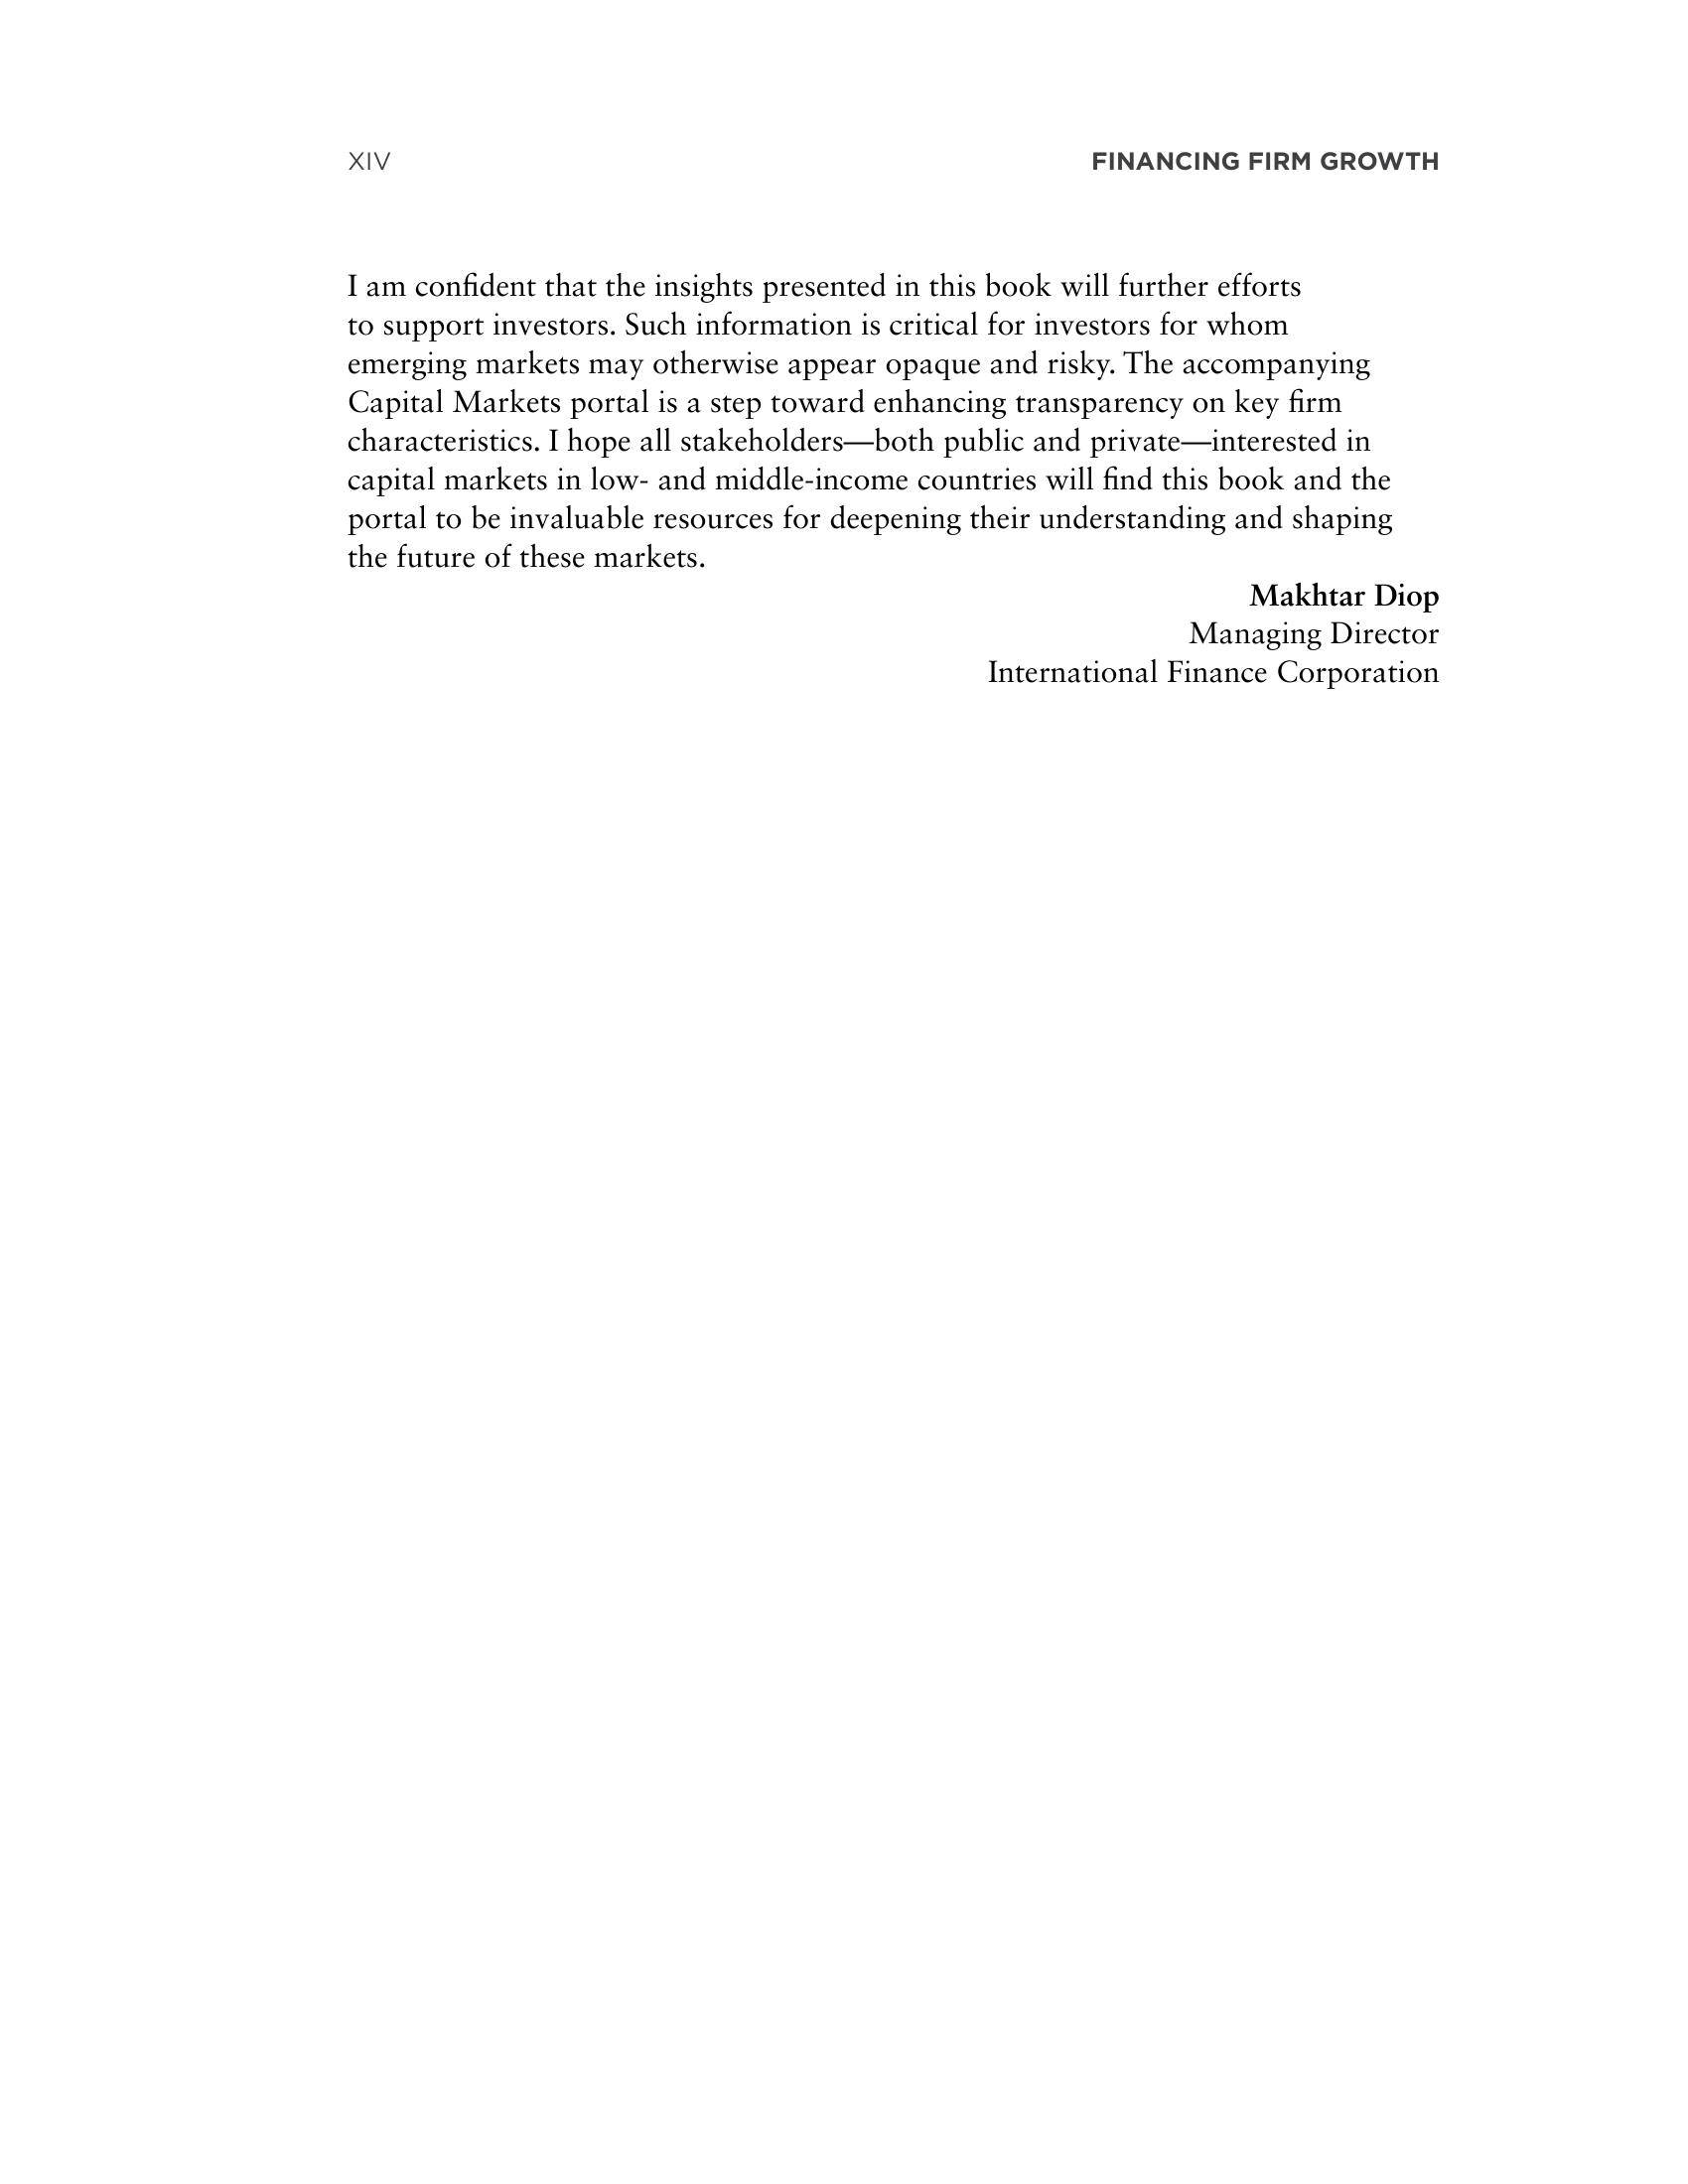 XIV FINANCING FIRM GROWTH
I am confident that the insights presented in this book will further efforts
to support investors. Such information is critical for investors for whom
emerging markets may otherwise appear opaque and risky. The accompanying
Capital Markets portal is a step toward enhancing transparency on key firm
characteristics. I hope all stakeholders—both public and private—interested in
capital markets in low- and middle-income countries will find this book and the
portal to be invaluable resources for deepening their understanding and shaping
the future of these markets.
Makhtar Diop
Managing Director
International Finance Corporation